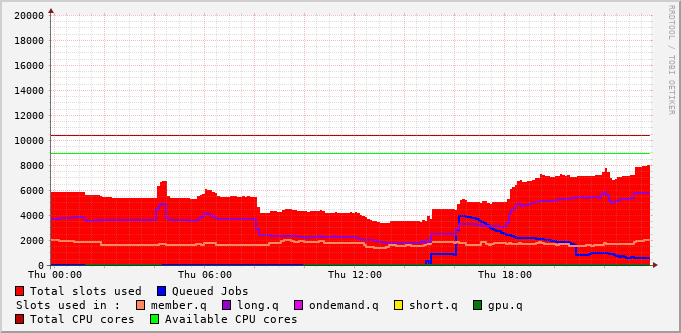 RRDTOOL / TOBI OETIKER
20000
18000
16000
14000
12000
10000
8000
6000
4000
2000
0
Thu 00:00 Thu 06:00 Thu 12:00 Thu 18:00
Total slots used Queued Jobs
Slots used in : member.q long.q ondemand.q short.q gpu.q
Total CPU cores Available CPU cores